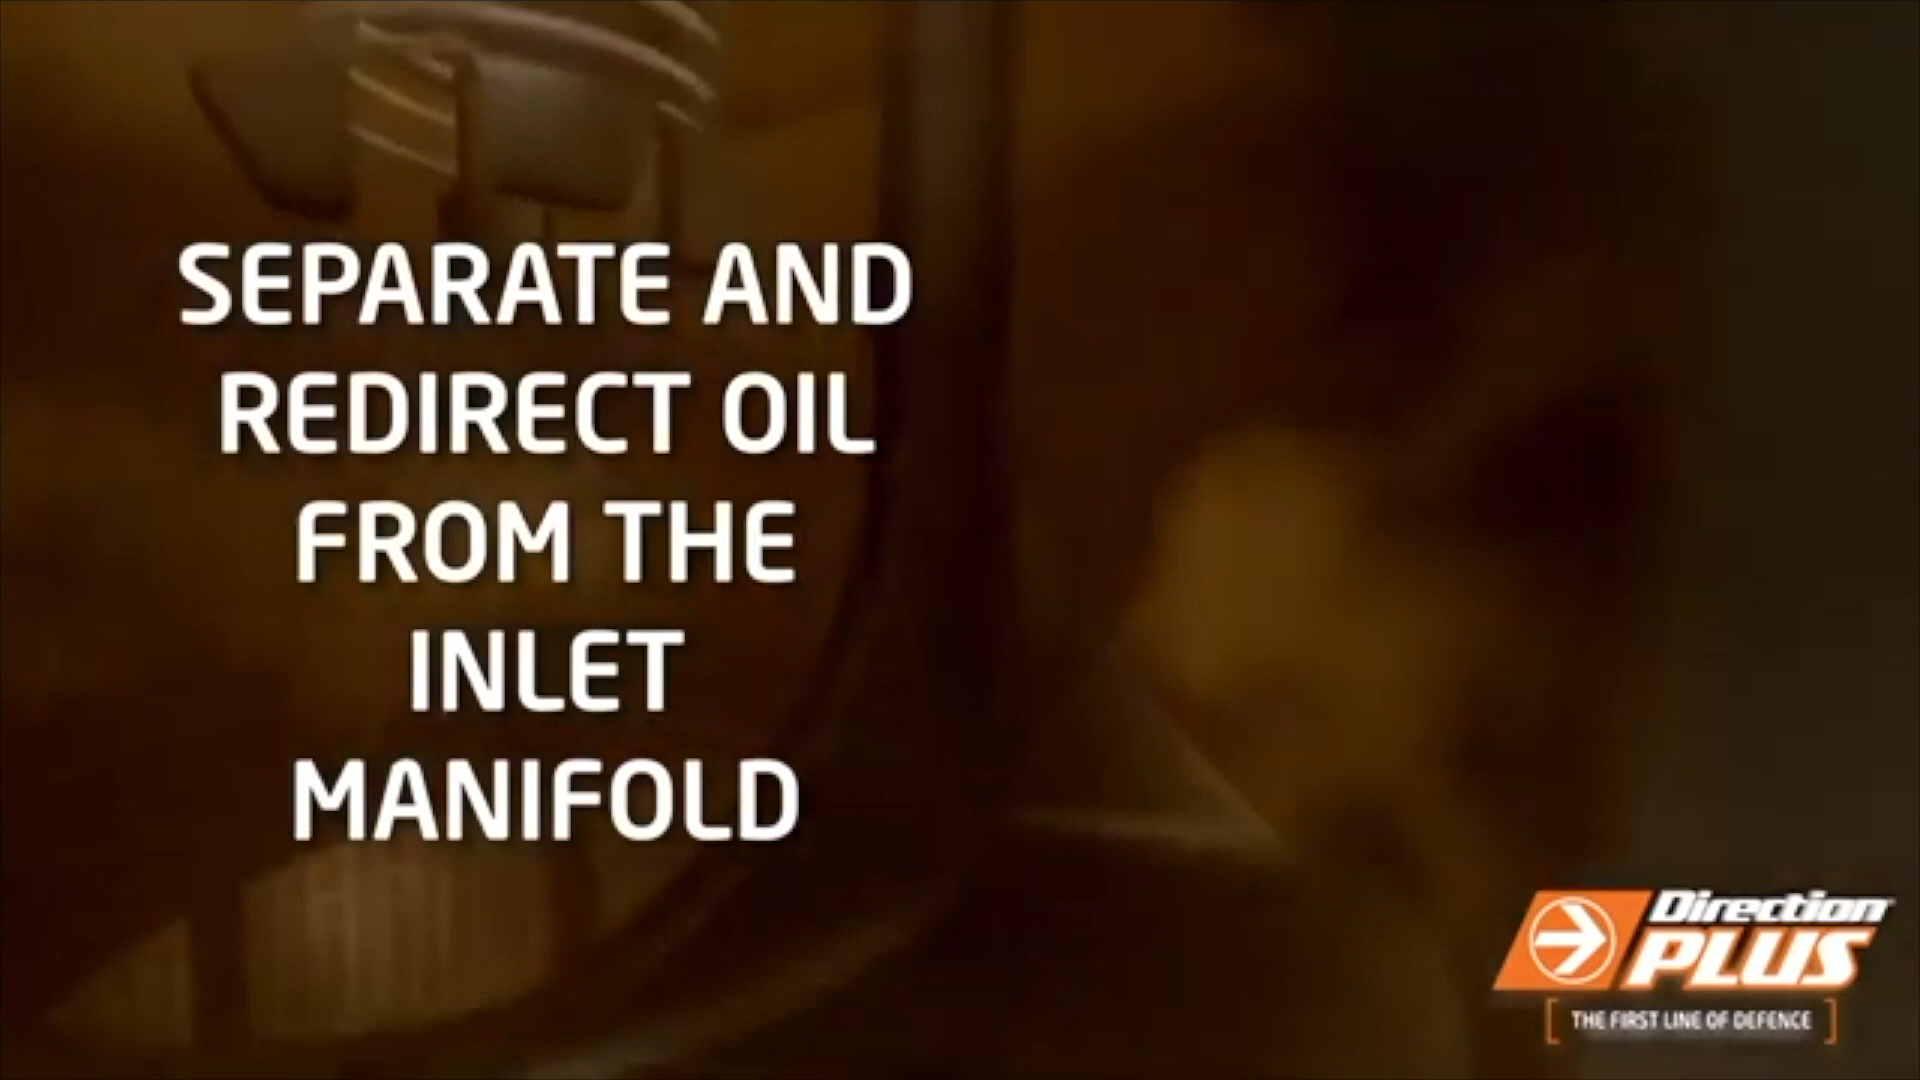 SEPARATE AND
REDIRECT OIL
FROM THE
INLET
MANIFOLD
Direction
PLUS
THE FIRST LINE OF DEFENCE